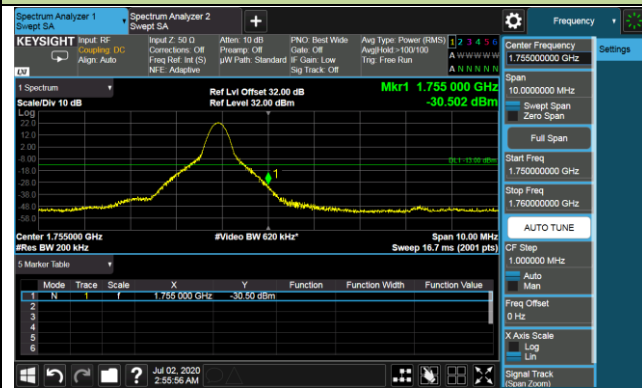 Spectrum Analyzer 1
Swept SA
Spectrum Analyzer 2
Swept SA
+
Frequency
KEYSIGHT
Input: RF
Coupling: DC
Align: Auto
Input Z: 50 Ω
Corrections: Off
Freq Ref: Int (S)
NFE: Adaptive
Atten: 10 dB
Preamp: Off
µW Path: Standard
PNO: Best Wide
Gate: Off
IF Gain: Low
Sig Track: Off
Avg Type: Power (RMS)
Avg|Hold:>100/100
Trig: Free Run
1 2 3 4 5 6
A W W W W W
A N N N N N
LXI
Center Frequency
1.755000000 GHz
Settings
Span
10.0000000 MHz
Swept Span
Zero Span
Full Span
Start Freq
1.750000000 GHz
Stop Freq
1.760000000 GHz
AUTO TUNE
CF Step
1.000000 MHz
Auto
Man
Freq Offset
0 Hz
X Axis Scale
Log
Lin
Signal Track
(Span Zoom)
1 Spectrum
Scale/Div 10 dB
Ref Lvl Offset 32.00 dB
Ref Level 32.00 dBm
Mkr1 1.755 000 GHz
-30.502 dBm
Log
22.0
12.0
2.00
-8.00
-18.0
-28.0
-38.0
-48.0
-58.0
DL1 -13.00 dBm
1
Center 1.755000 GHz
#Res BW 200 kHz
#Video BW 620 kHz*
Span 10.00 MHz
Sweep 16.7 ms (2001 pts)
5 Marker Table
Mode Trace Scale X Y Function Function Width Function Value
1 N 1 f 1.755 000 GHz -30.50 dBm
2
3
4
5
6
?
Jul 02, 2020
2:55:56 AM